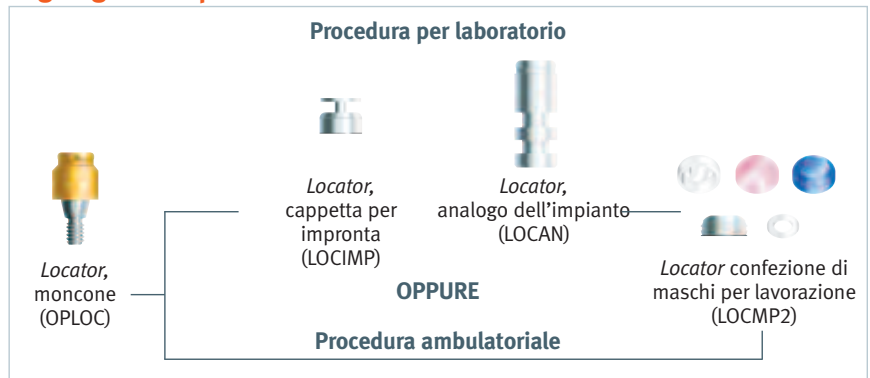 Procedura per laboratorio
Locator,
cappetta per
impronta
(LOCIMP)
Locator,
analogo dell'impianto
(LOCAN)
Locator,
moncone
(OPLOC)
Locator confezione di
maschi per lavorazione
(LOCMP2)
OPPURE
Procedura ambulatoriale